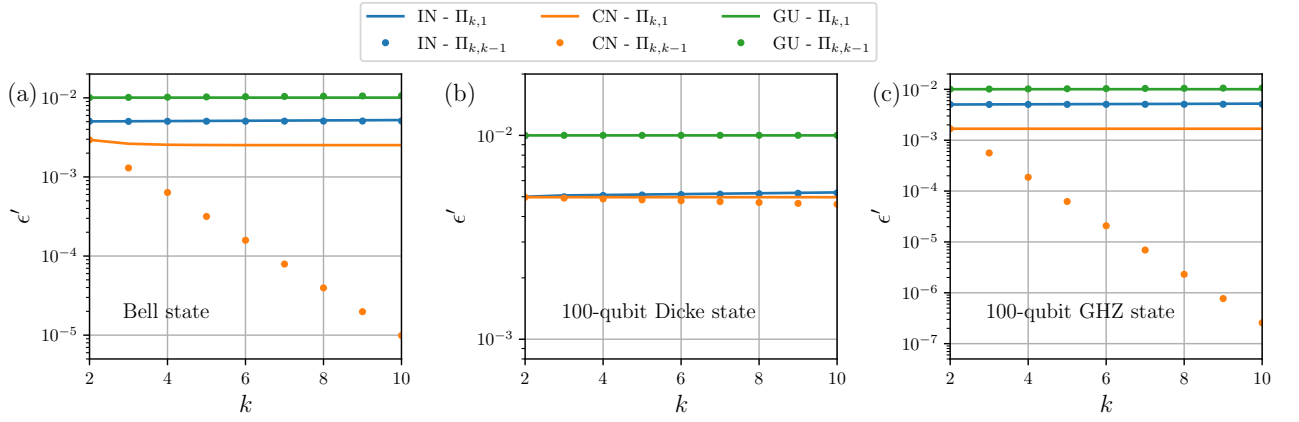 IN - Π_{k,1} CN - Π_{k,1} GU - Π_{k,1}
IN - Π_{k,k−1} CN - Π_{k,k−1} GU - Π_{k,k−1}
(a)
ϵ′
10^{−2}
10^{−3}
10^{−4}
10^{−5}
Bell state
2 4 6 8 10
k
(b)
ϵ′
10^{−2}
10^{−3}
100-qubit Dicke state
2 4 6 8 10
k
(c)
ϵ′
10^{−2}
10^{−3}
10^{−4}
10^{−5}
10^{−6}
10^{−7}
100-qubit GHZ state
2 4 6 8 10
k